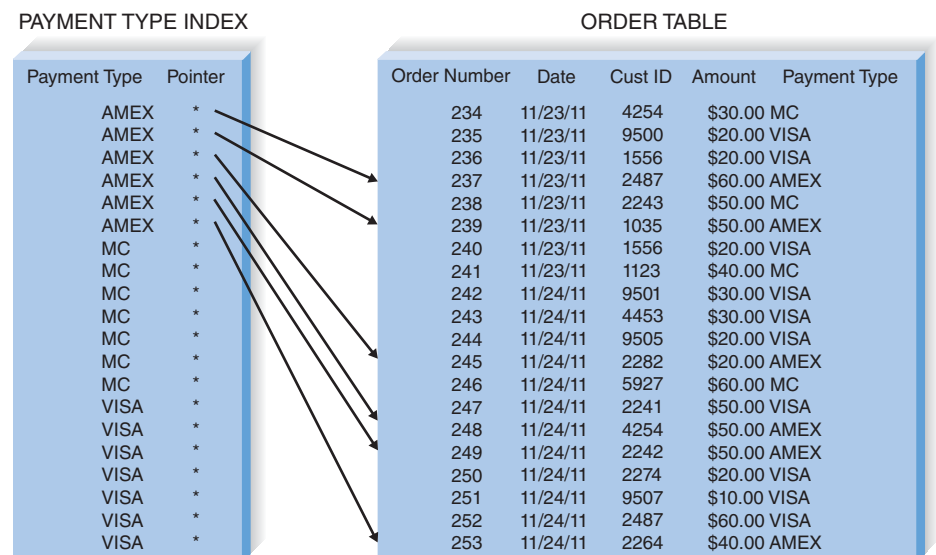 PAYMENT TYPE INDEX
Payment Type Pointer
AMEX *
AMEX *
AMEX *
AMEX *
AMEX *
AMEX *
MC *
MC *
MC *
MC *
MC *
MC *
MC *
VISA *
VISA *
VISA *
VISA *
VISA *
VISA *
VISA *
ORDER TABLE
Order Number Date Cust ID Amount Payment Type
234 11/23/11 4254 $30.00 MC
235 11/23/11 9500 $20.00 VISA
236 11/23/11 1556 $20.00 VISA
237 11/23/11 2487 $60.00 AMEX
238 11/23/11 2243 $50.00 MC
239 11/23/11 1035 $50.00 AMEX
240 11/23/11 1556 $20.00 VISA
241 11/23/11 1123 $40.00 MC
242 11/24/11 9501 $30.00 VISA
243 11/24/11 4453 $30.00 VISA
244 11/24/11 9505 $20.00 VISA
245 11/24/11 2282 $20.00 AMEX
246 11/24/11 5927 $60.00 MC
247 11/24/11 2241 $50.00 VISA
248 11/24/11 4254 $50.00 AMEX
249 11/24/11 2242 $50.00 AMEX
250 11/24/11 2274 $20.00 VISA
251 11/24/11 9507 $10.00 VISA
252 11/24/11 2487 $60.00 VISA
253 11/24/11 2264 $40.00 AMEX